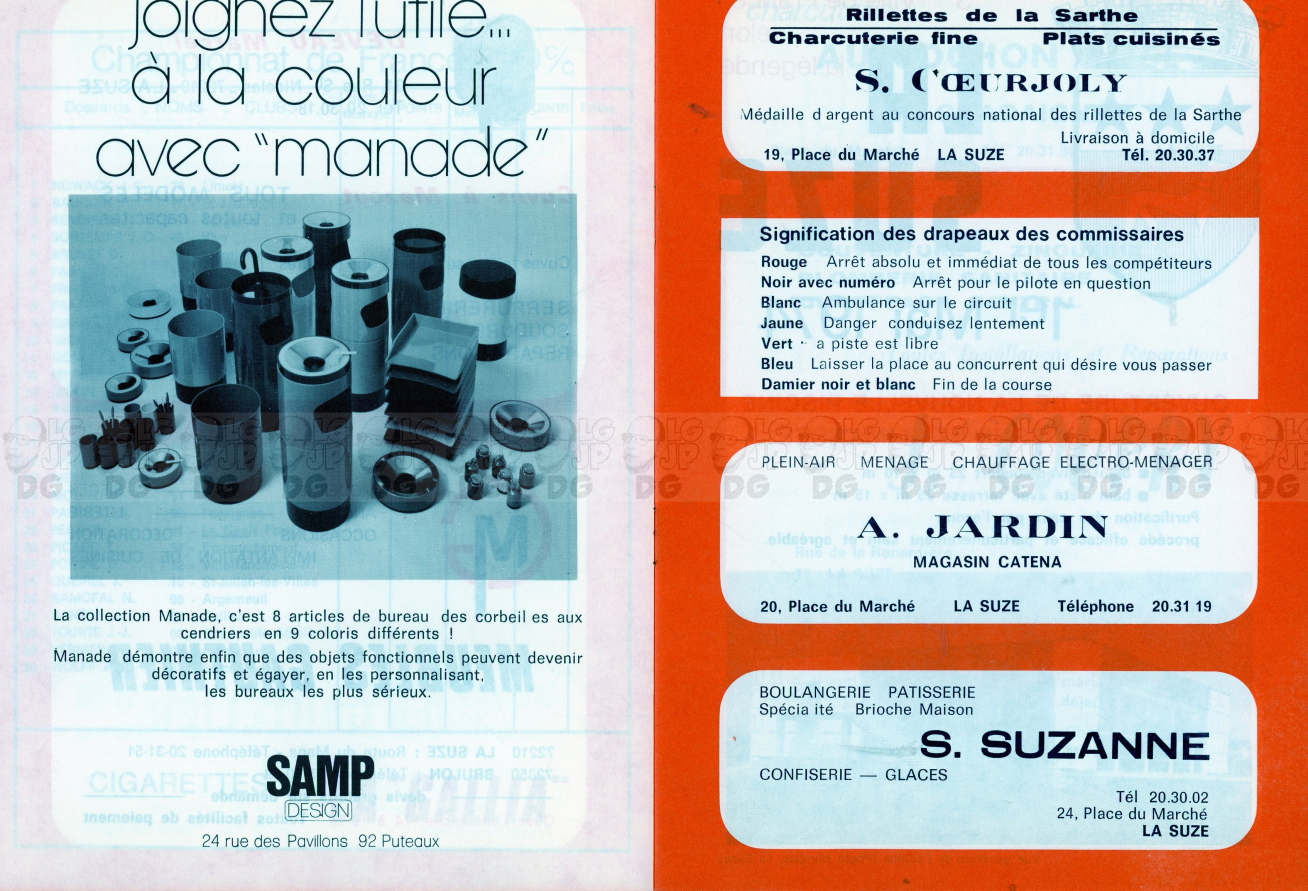 joignez l'utile...
à la couleur
avec "manade"
La collection Manade, c'est 8 articles de bureau des corbeilles aux
cendriers en 9 coloris différents !
Manade démontre enfin que des objets fonctionnels peuvent devenir
décoratifs et égayer, en les personnalisant,
les bureaux les plus sérieux.
SAMP
DESIGN
24 rue des Pavillons 92 Puteaux
Rillettes de la Sarthe
Charcuterie fine Plats cuisinés
S. CŒURJOLY
Médaille d argent au concours national des rillettes de la Sarthe
Livraison à domicile
19, Place du Marché LA SUZE Tél. 20.30.37
Signification des drapeaux des commissaires
Rouge Arrêt absolu et immédiat de tous les compétiteurs
Noir avec numéro Arrêt pour le pilote en question
Blanc Ambulance sur le circuit
Jaune Danger conduisez lentement
Vert a piste est libre
Bleu Laisser la place au concurrent qui désire vous passer
Damier noir et blanc Fin de la course
LG JP DG
PLEIN-AIR MENAGE CHAUFFAGE ELECTRO-MENAGER
A. JARDIN
MAGASIN CATENA
20, Place du Marché LA SUZE Téléphone 20.31 19
BOULANGERIE PATISSERIE
Spécia ité Brioche Maison
S. SUZANNE
CONFISERIE — GLACES
Tél 20.30.02
24, Place du Marché
LA SUZE